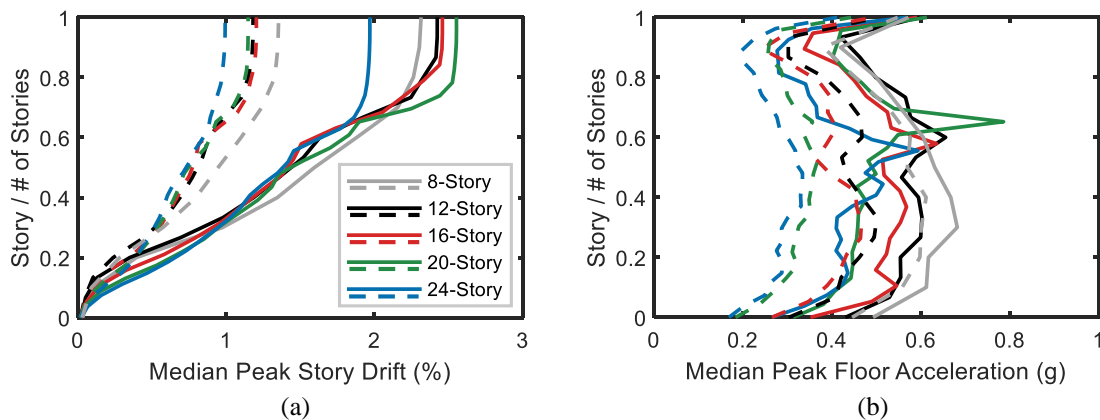 1
0.8
0.6
0.4
0.2
0
Story / # of Stories
0
1
2
3
Median Peak Story Drift (%)
8-Story
12-Story
16-Story
20-Story
24-Story
(a)
1
0.8
0.6
0.4
0.2
0
Story / # of Stories
0
0.2
0.4
0.6
0.8
1
Median Peak Floor Acceleration (g)
(b)